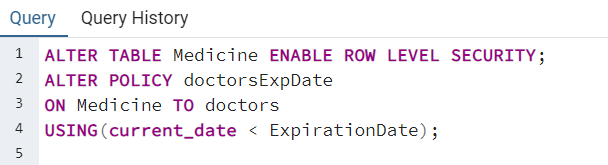 Query Query History
1 ALTER TABLE Medicine ENABLE ROW LEVEL SECURITY;
2 ALTER POLICY doctorsExpDate
3 ON Medicine TO doctors
4 USING(current_date < ExpirationDate);
5